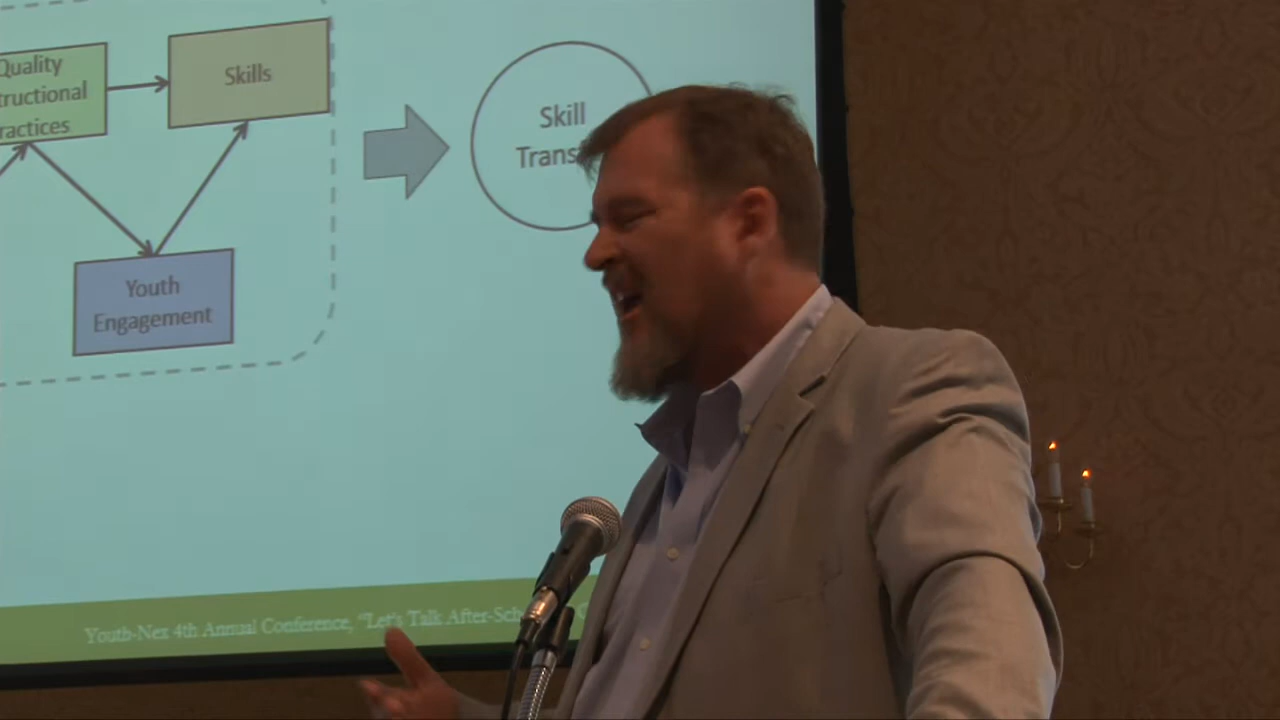 Quality
tructional
ractices
Skills
Skill
Trans
Youth
Engagement
Youth-Nex 4th Annual Conference, "Let's Talk After-Sch